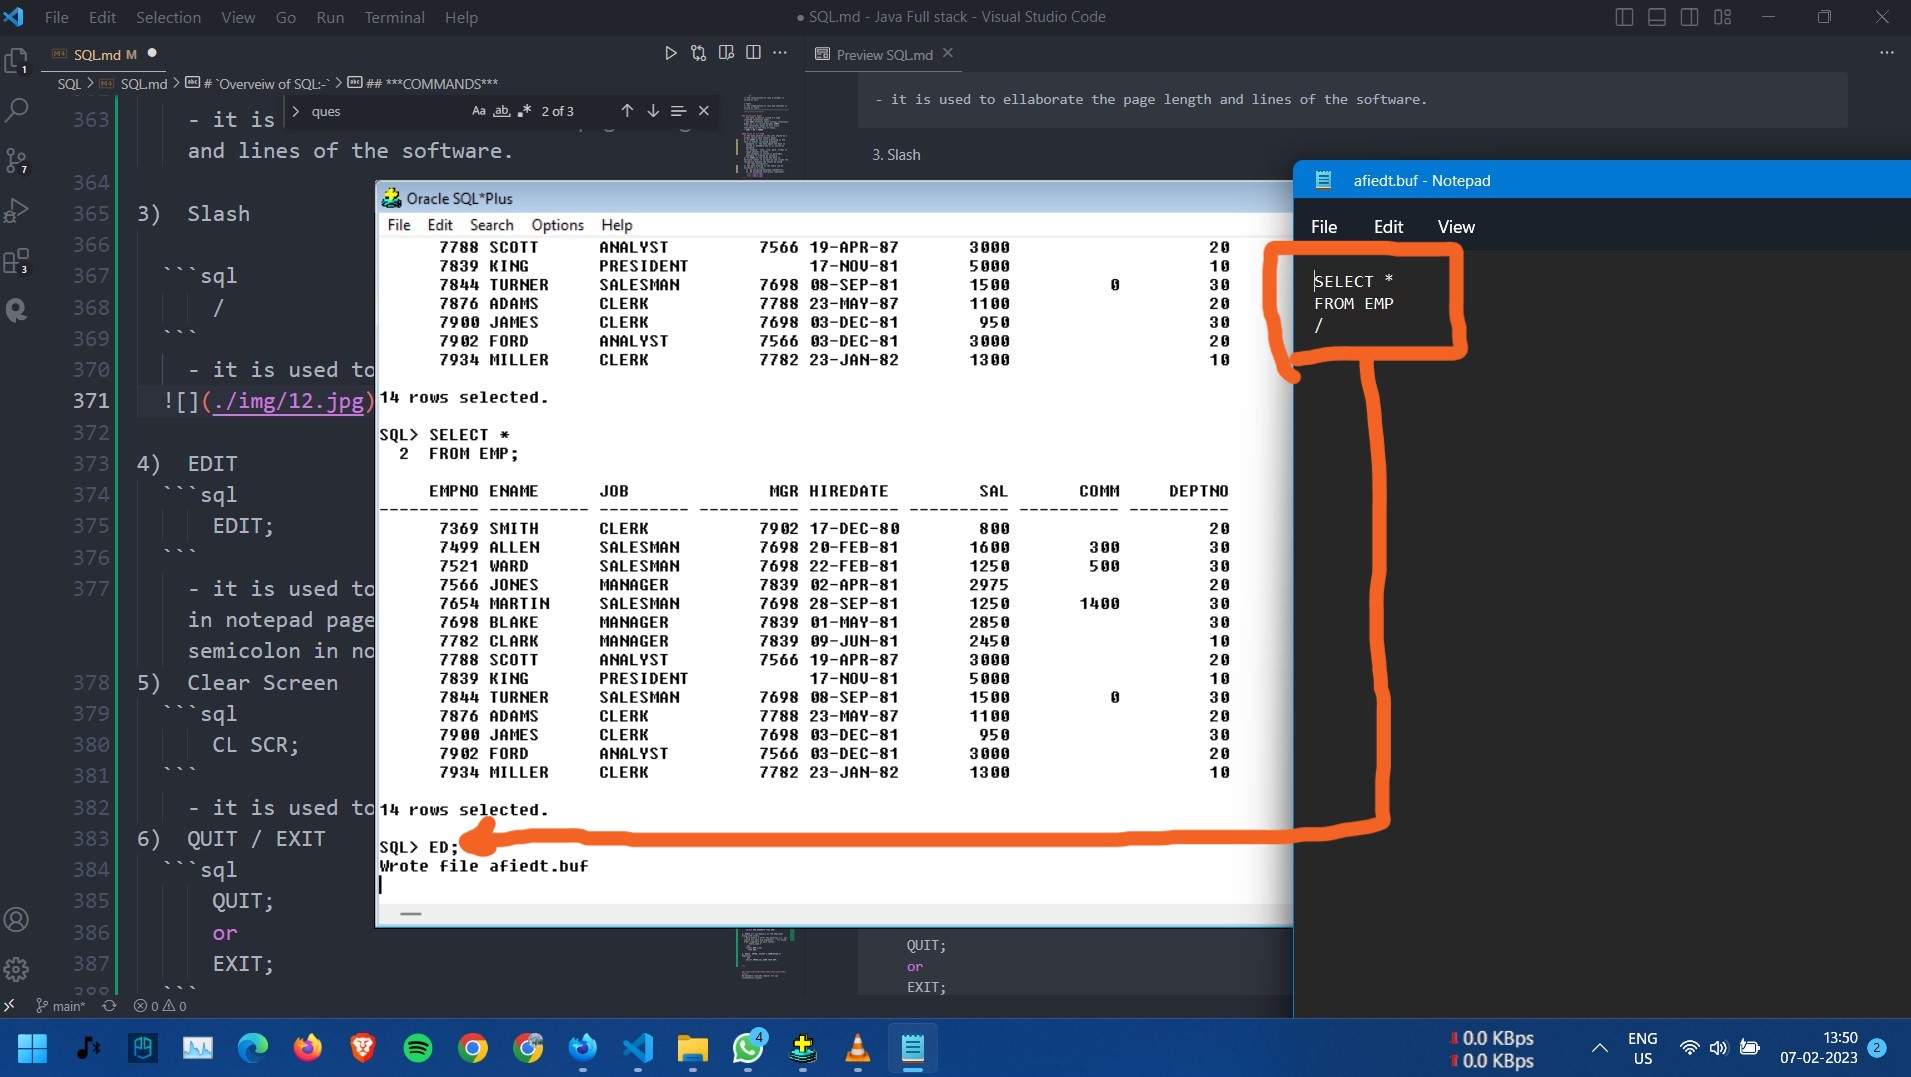 File Edit Selection View Go Run Terminal Help
● SQL.md - Java Full stack - Visual Studio Code
SQL.md M ●
Preview SQL.md
SQL > SQL.md > # `Overveiw of SQL:-` > ## ***COMMANDS***
ques
Aa ab 2 of 3
363 - it is
and lines of the software.
364
365 3) Slash
366
367 ```sql
368 /
369 ```
370 - it is used to
371 ![](./img/12.jpg)
372
373 4) EDIT
374 ```sql
375 EDIT;
376 ```
377 - it is used to
in notepad page
semicolon in no
378 5) Clear Screen
379 ```sql
380 CL SCR;
381 ```
382 - it is used to
383 6) QUIT / EXIT
384 ```sql
385 QUIT;
386 or
387 EXIT;
388 ```
- it is used to ellaborate the page length and lines of the software.
3. Slash
Oracle SQL*Plus
File Edit Search Options Help
7788 SCOTT ANALYST 7566 19-APR-87 3000 20
7839 KING PRESIDENT 17-NOV-81 5000 10
7844 TURNER SALESMAN 7698 08-SEP-81 1500 0 30
7876 ADAMS CLERK 7788 23-MAY-87 1100 20
7900 JAMES CLERK 7698 03-DEC-81 950 30
7902 FORD ANALYST 7566 03-DEC-81 3000 20
7934 MILLER CLERK 7782 23-JAN-82 1300 10
14 rows selected.
SQL> SELECT *
2 FROM EMP;
EMPNO ENAME JOB MGR HIREDATE SAL COMM DEPTNO
---------- ---------- --------- ---------- --------- ---------- ---------- ----------
7369 SMITH CLERK 7902 17-DEC-80 800 20
7499 ALLEN SALESMAN 7698 20-FEB-81 1600 300 30
7521 WARD SALESMAN 7698 22-FEB-81 1250 500 30
7566 JONES MANAGER 7839 02-APR-81 2975 20
7654 MARTIN SALESMAN 7698 28-SEP-81 1250 1400 30
7698 BLAKE MANAGER 7839 01-MAY-81 2850 30
7782 CLARK MANAGER 7839 09-JUN-81 2450 10
7788 SCOTT ANALYST 7566 19-APR-87 3000 20
7839 KING PRESIDENT 17-NOV-81 5000 10
7844 TURNER SALESMAN 7698 08-SEP-81 1500 0 30
7876 ADAMS CLERK 7788 23-MAY-87 1100 20
7900 JAMES CLERK 7698 03-DEC-81 950 30
7902 FORD ANALYST 7566 03-DEC-81 3000 20
7934 MILLER CLERK 7782 23-JAN-82 1300 10
14 rows selected.
SQL> ED;
Wrote file afiedt.buf
afiedt.buf - Notepad
File Edit View
SELECT *
FROM EMP
/
QUIT;
or
EXIT;
1
7
3
main* 0 0
4
0.0 KBps
0.0 KBps
ENG
US
13:50
07-02-2023
2